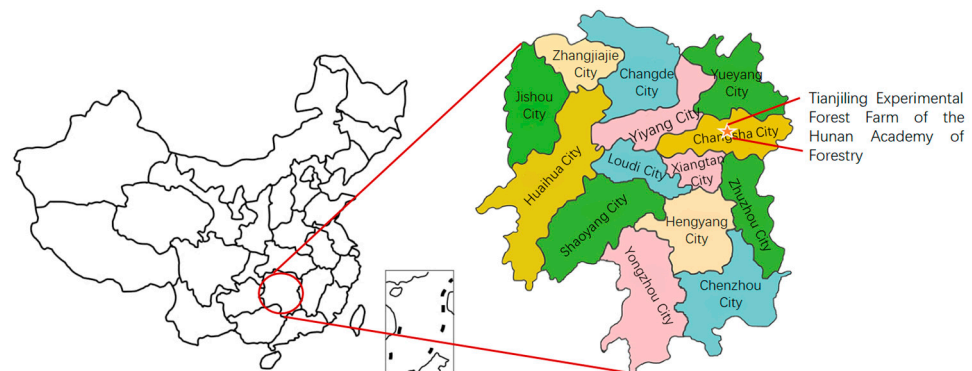 Zhangjiajie
City
Changde
City
Yueyang
City
Jishou
City
Yiyang City
Changsha City
Tianjiling Experimental
Forest Farm of the
Hunan Academy of
Forestry
Huaihua City
Loudi City
Xiangtan
City
Shaoyang City
Hengyang
City
Zhuzhou City
Yongzhou City
Chenzhou
City